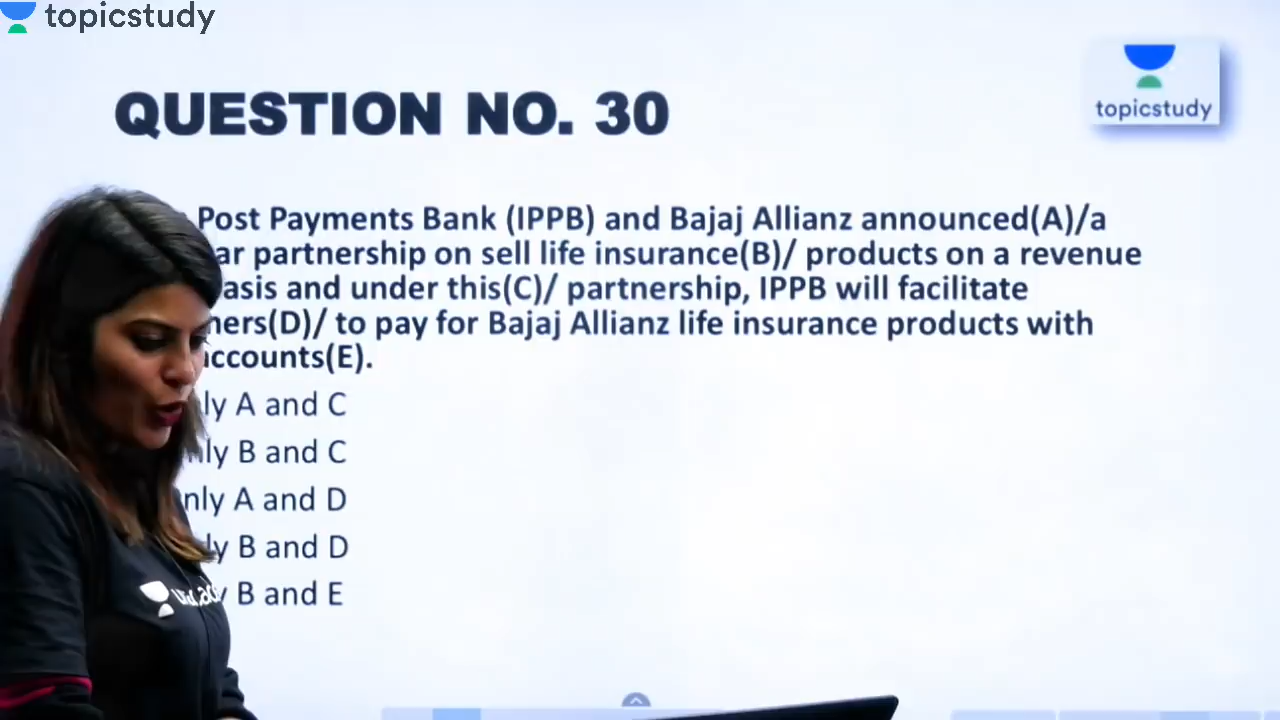 topicstudy
topicstudy
QUESTION NO. 30
Post Payments Bank (IPPB) and Bajaj Allianz announced(A)/a
partnership on sell life insurance(B)/ products on a revenue
and under this(C)/ partnership, IPPB will facilitate
to pay for Bajaj Allianz life insurance products with
A and C
B and C
A and D
B and D
B and E